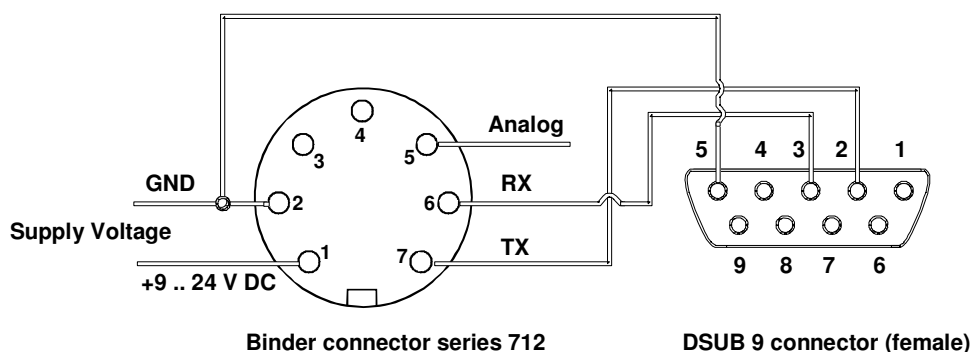 4
3
5
Analog
5 4 3 2 1
GND
RX
2
6
Supply Voltage
1
7
TX
9 8 7 6
+9 .. 24 V DC
Binder connector series 712
DSUB 9 connector (female)